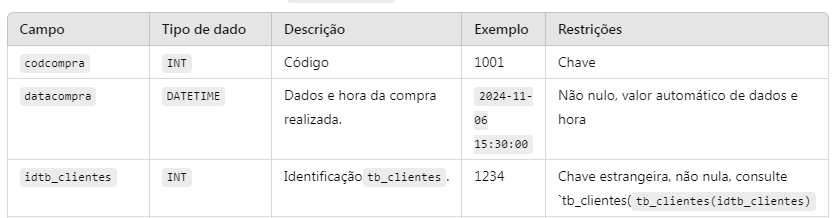 Campo Tipo de dado Descrição Exemplo Restrições
codcompra INT Código 1001 Chave
datacompra DATETIME Dados e hora da compra 2024-11- Não nulo, valor automático de dados e
realizada. 06 hora
15:30:00
idtb_clientes INT Identificação tb_clientes . 1234 Chave estrangeira, não nula, consulte
`tb_clientes( tb_clientes(idtb_clientes)